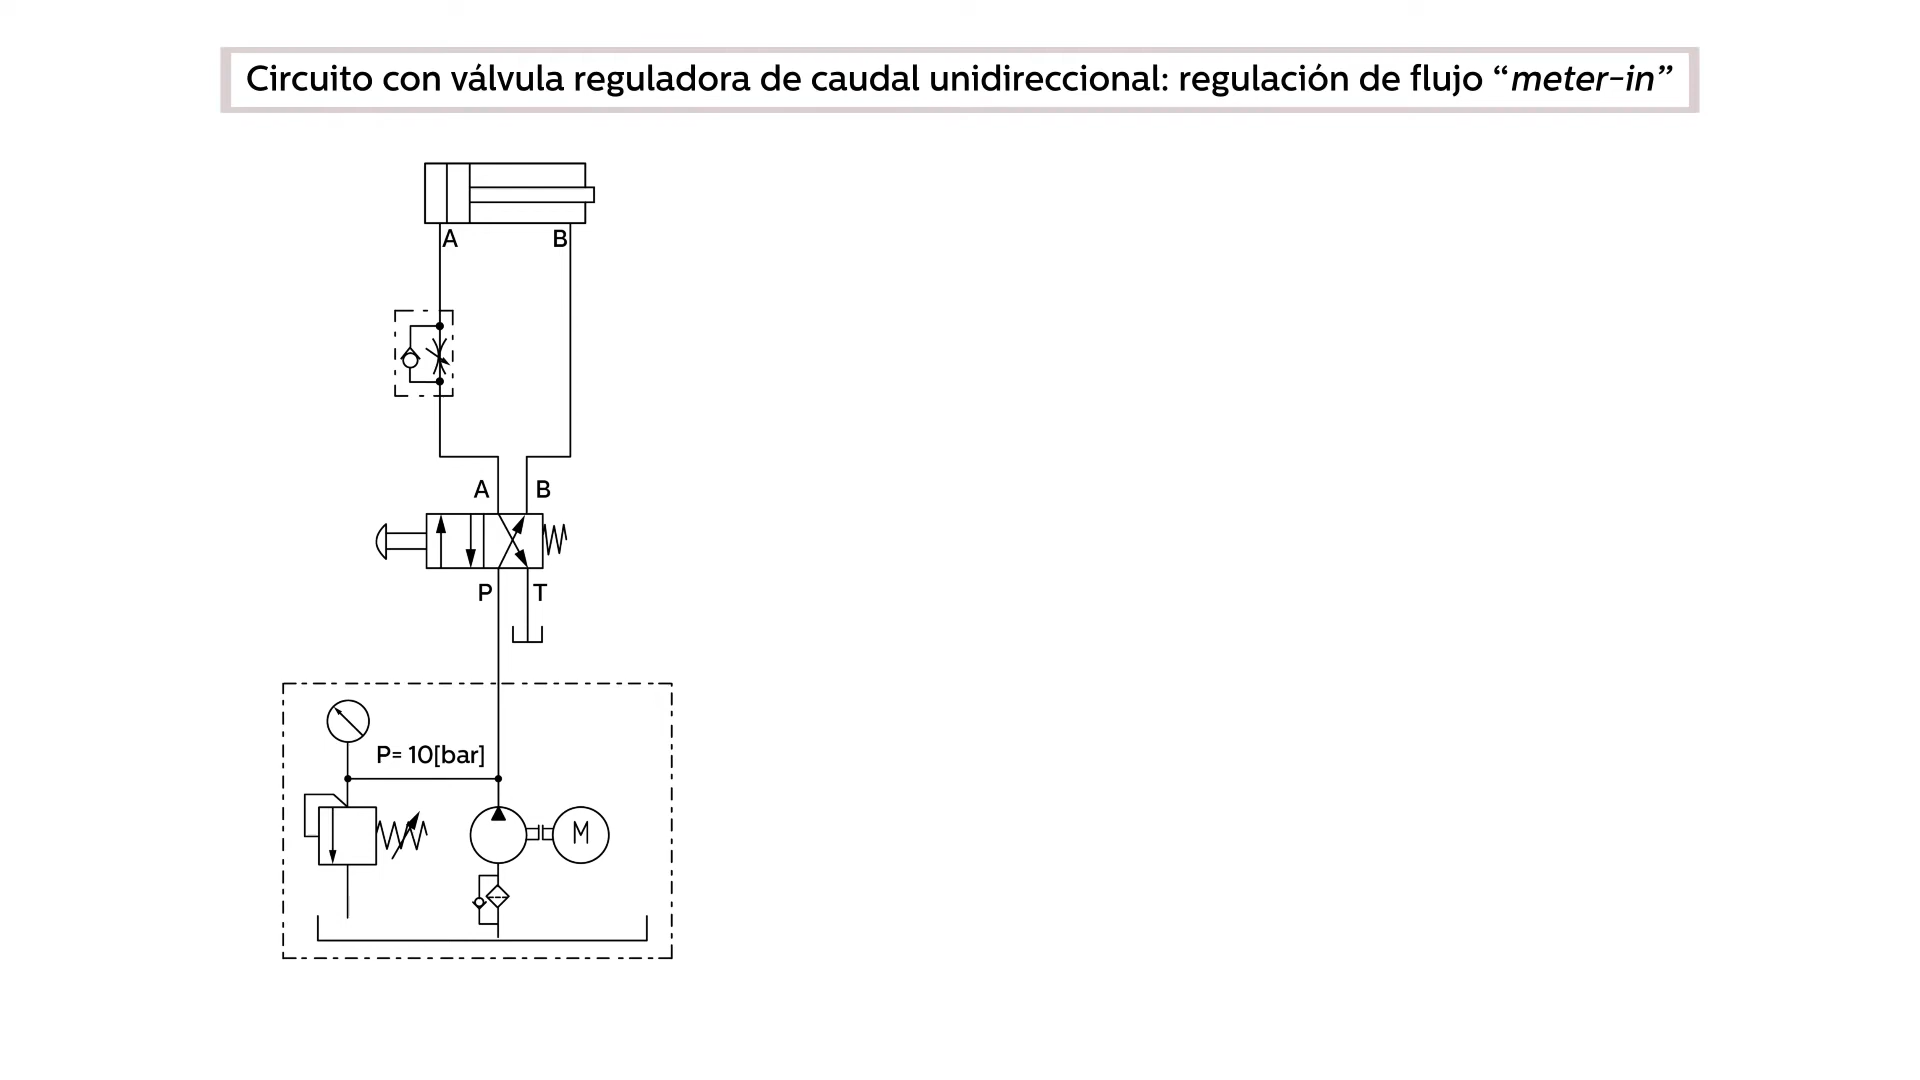 Circuito con válvula reguladora de caudal unidireccional: regulación de flujo “meter-in”
A B
A B
P T
P= 10[bar]
M